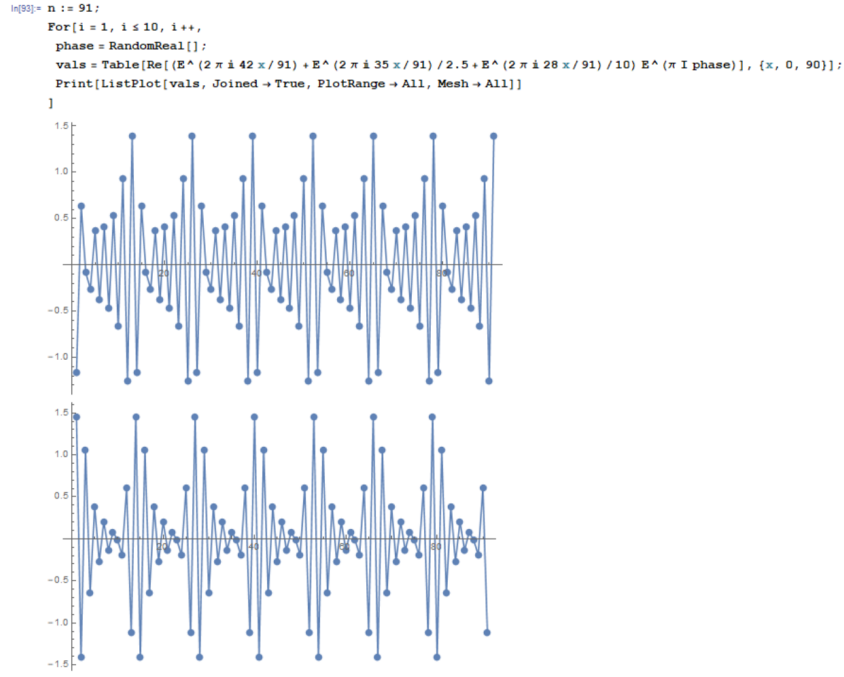 In[93]:= n := 91;
For[i = 1, i ≤ 10, i++,
phase = RandomReal[];
vals = Table[Re[(E^(2 π i 42 x/91) + E^(2 π i 35 x/91)/2.5 + E^(2 π i 28 x/91)/10) E^(π I phase)], {x, 0, 90}];
Print[ListPlot[vals, Joined → True, PlotRange → All, Mesh → All]]
]
1.5
1.0
0.5
20 40 60 80
-0.5
-1.0
1.5
1.0
0.5
20 40 60 80
-0.5
-1.0
-1.5